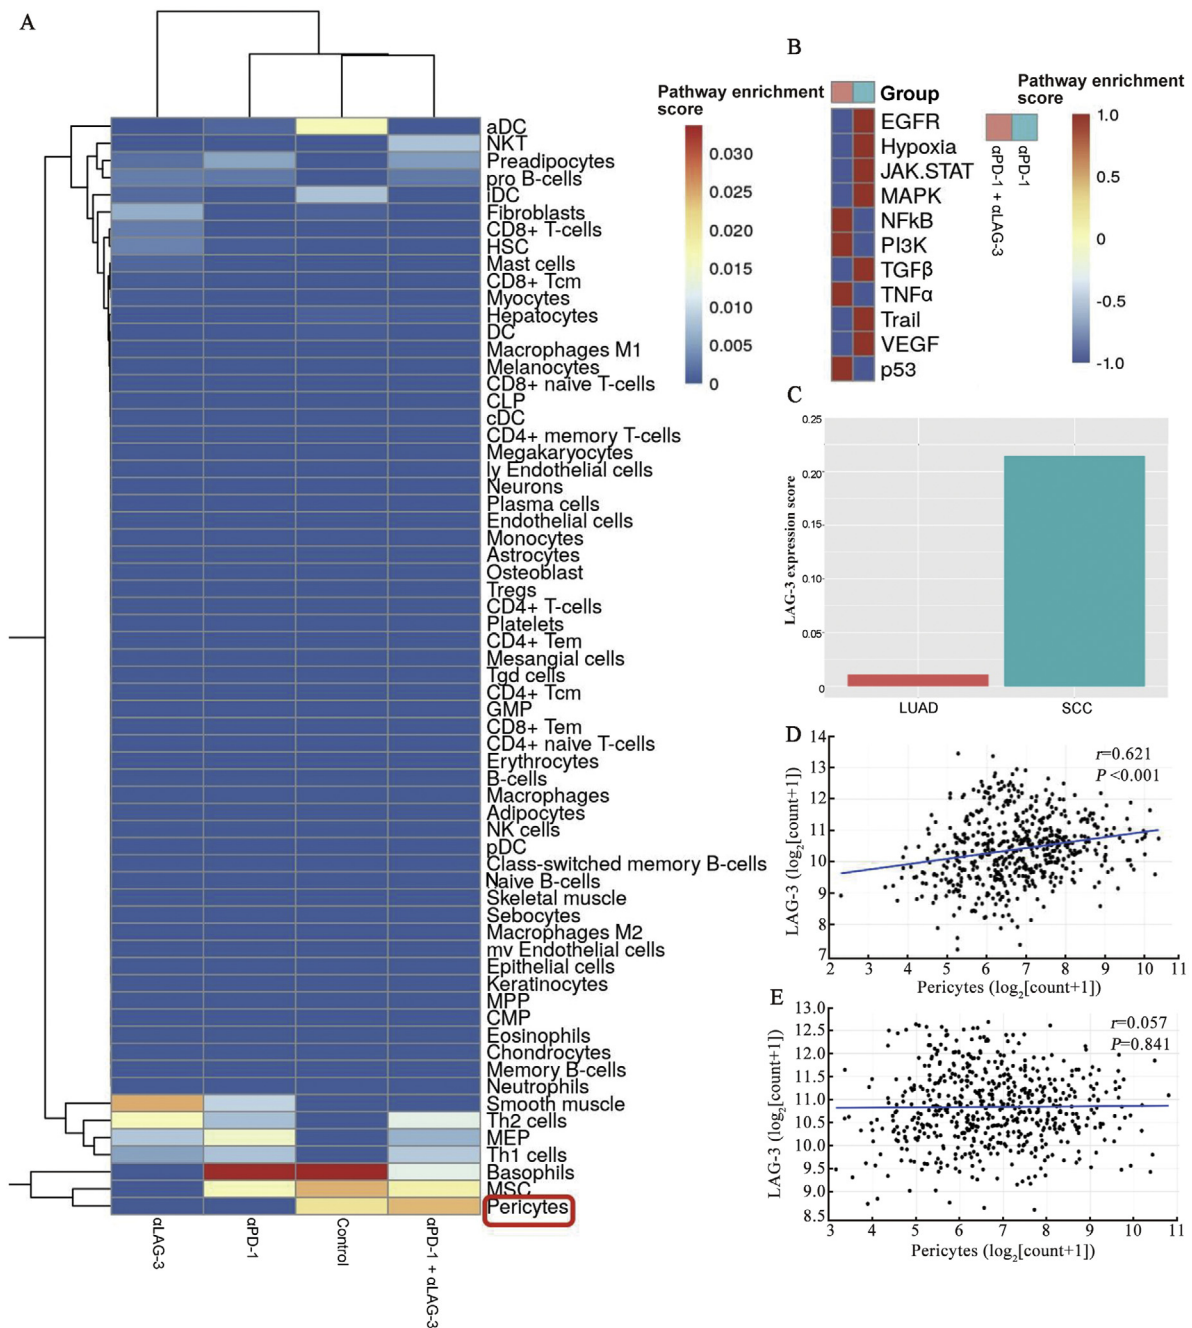 A
Pathway enrichment
score
0.030
0.025
0.020
0.015
0.010
0.005
0
aDC
NKT
Preadipocytes
pro B-cells
iDC
Fibroblasts
CD8+ T-cells
HSC
Mast cells
CD8+ Tcm
Myocytes
Hepatocytes
DC
Macrophages M1
Melanocytes
CD8+ naive T-cells
CLP
cDC
CD4+ memory T-cells
Megakaryocytes
ly Endothelial cells
Neurons
Plasma cells
Endothelial cells
Monocytes
Astrocytes
Osteoblast
Tregs
CD4+ T-cells
Platelets
CD4+ Tem
Mesangial cells
Tgd cells
CD4+ Tcm
GMP
CD8+ Tem
CD4+ naive T-cells
Erythrocytes
B-cells
Macrophages
Adipocytes
NK cells
pDC
Class-switched memory B-cells
Naive B-cells
Skeletal muscle
Sebocytes
Macrophages M2
mv Endothelial cells
Epithelial cells
Keratinocytes
MPP
CMP
Eosinophils
Chondrocytes
Memory B-cells
Neutrophils
Smooth muscle
Th2 cells
MEP
Th1 cells
Basophils
MSC
Pericytes
αLAG-3
αPD-1
Control
αPD-1 + αLAG-3
B
Group
EGFR
Hypoxia
JAK.STAT
MAPK
NFkB
PI3K
TGFβ
TNFα
Trail
VEGF
p53
αPD-1 + αLAG-3
αPD-1
Pathway enrichment
score
1.0
0.5
0
-0.5
-1.0
C
LAG-3 expression score
0.25
0.20
0.15
0.10
0.05
0
LUAD SCC
D
LAG-3 (log2[count+1])
14
13
12
11
10
9
8
7
r=0.621
P <0.001
2 3 4 5 6 7 8 9 10 11
Pericytes (log2[count+1])
E
LAG-3 (log2[count+1])
13.0
12.5
12.0
11.5
11.0
10.5
10.0
9.5
9.0
8.5
r=0.057
P=0.841
3 4 5 6 7 8 9 10 11
Pericytes (log2[count+1])